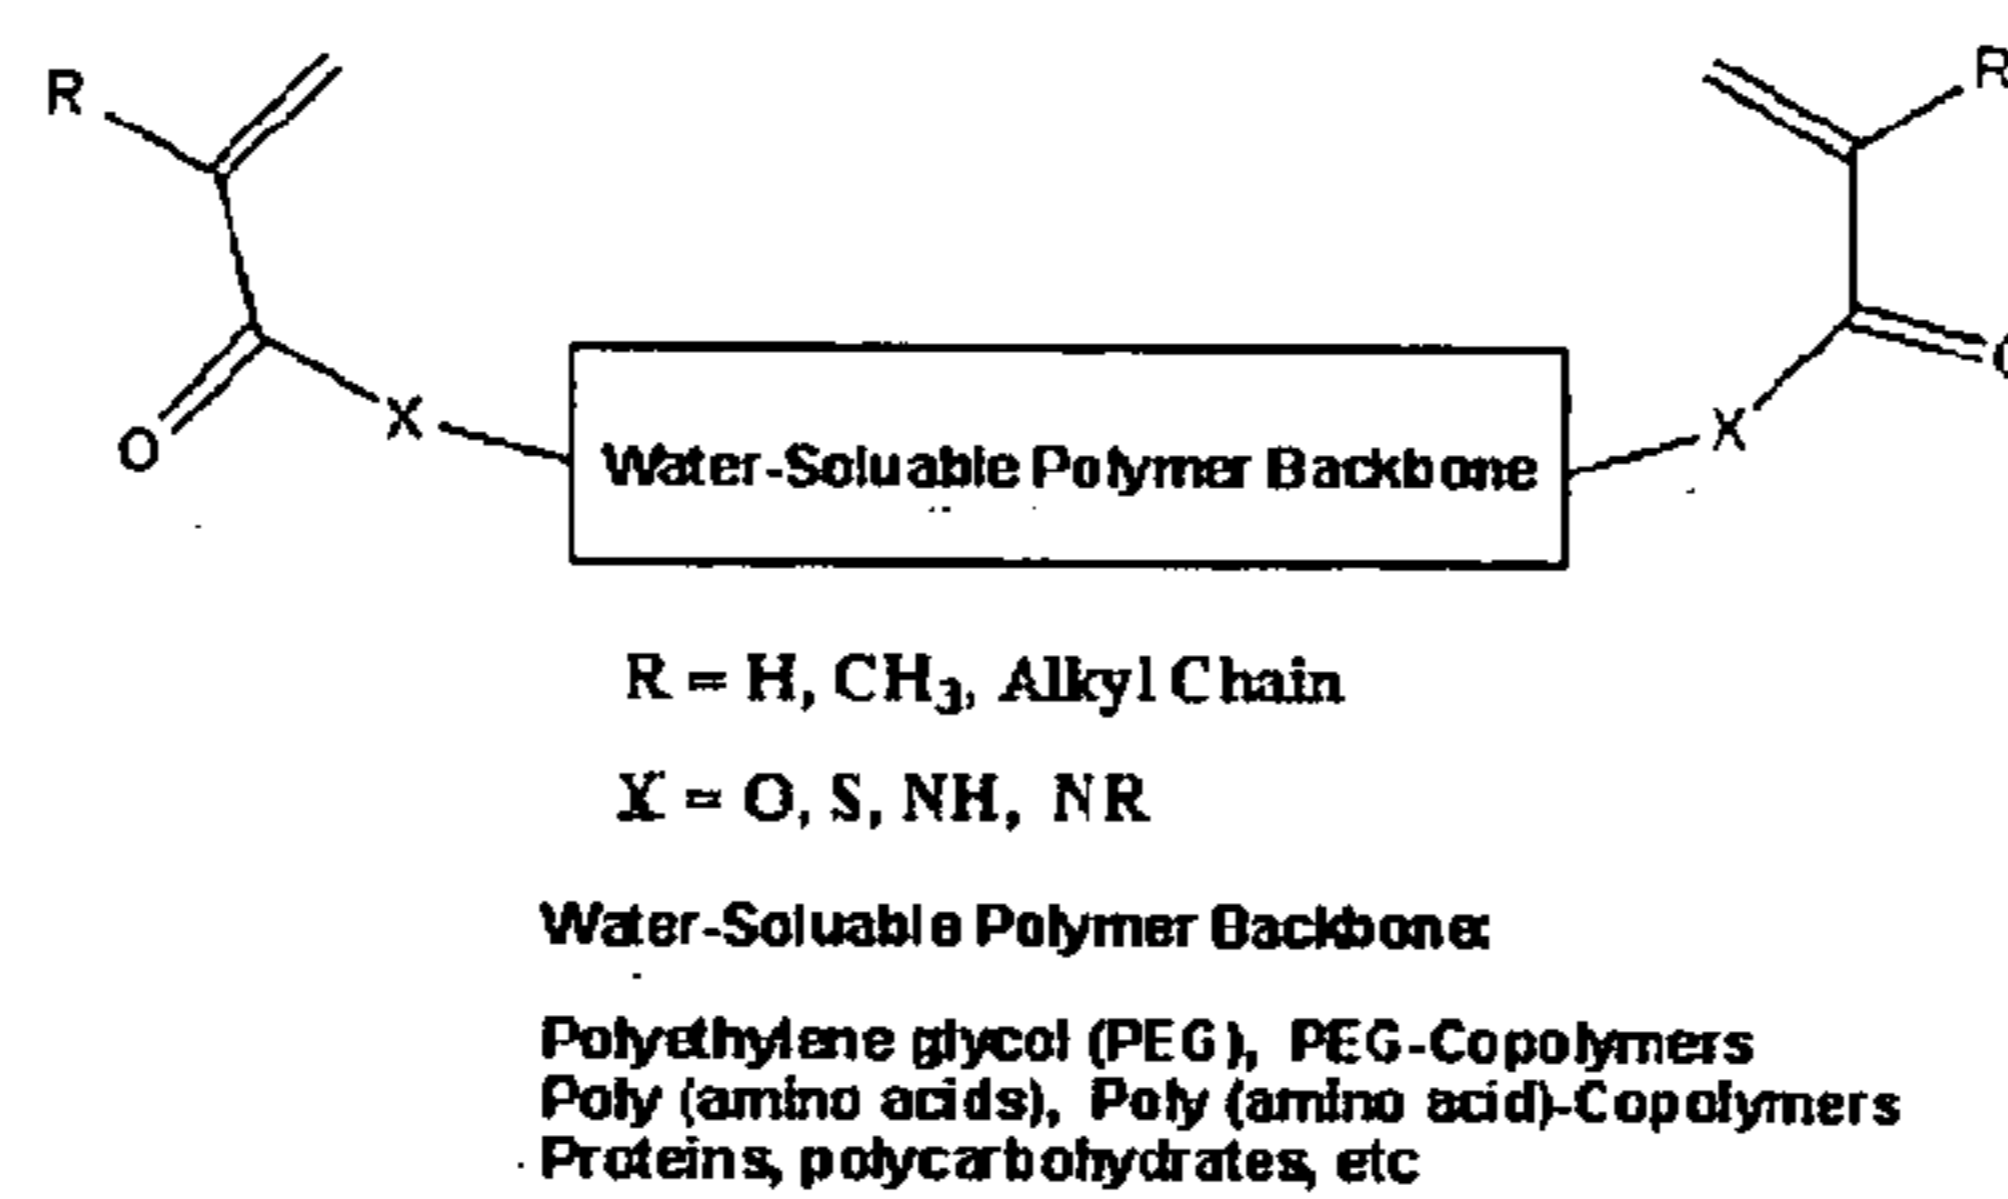 R
R
O
X
Water-Soluable Polymer Backbone
X
O
R = H, CH3, Alkyl Chain
X = O, S, NH, NR
Water-Soluable Polymer Backbone:
Polyethylene glycol (PEG), PEG-Copolymers
Poly (amino acids), Poly (amino acid)-Copolymers
Proteins, polycarbohydrates, etc